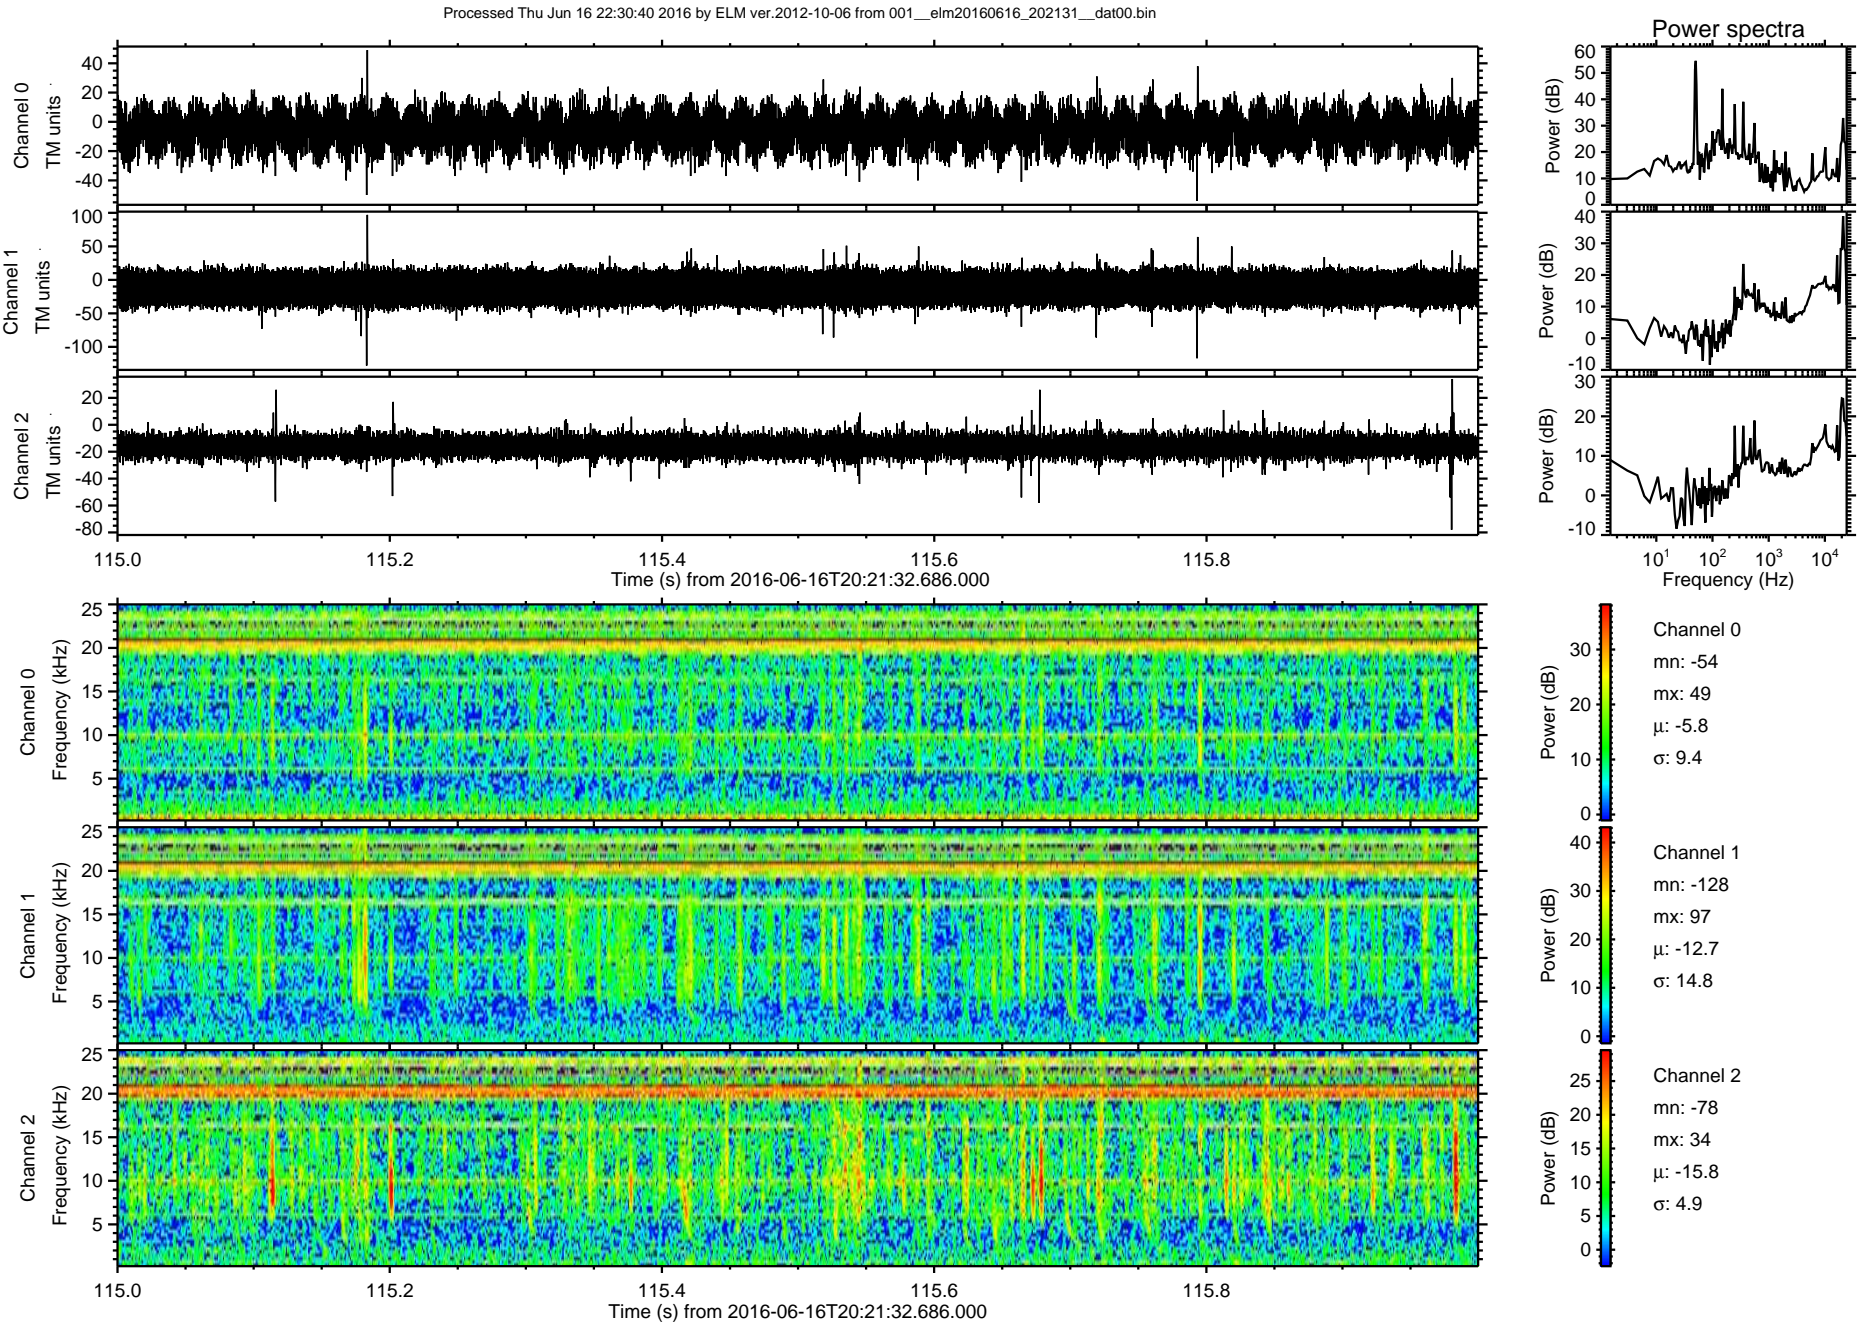 Processed Thu Jun 16 22:30:40 2016 by ELM ver.2012-10-06 from 001__elm20160616_202131__dat00.bin
Power spectra
Channel 0
TM units
40
20
0
-20
-40
Power (dB)
60
50
40
30
20
10
0
Channel 1
TM units
100
50
0
-50
-100
Power (dB)
40
30
20
10
0
-10
Channel 2
TM units
20
0
-20
-40
-60
-80
Power (dB)
30
20
10
0
-10
115.0 115.2 115.4 115.6 115.8
Time (s) from 2016-06-16T20:21:32.686.000
10¹ 10² 10³ 10⁴
Frequency (Hz)
Channel 0
Frequency (kHz)
25
20
15
10
5
Power (dB)
30
20
10
0
Channel 0
mn: -54
mx: 49
μ: -5.8
σ: 9.4
Channel 1
Frequency (kHz)
25
20
15
10
5
Power (dB)
40
30
20
10
0
Channel 1
mn: -128
mx: 97
μ: -12.7
σ: 14.8
Channel 2
Frequency (kHz)
25
20
15
10
5
Power (dB)
25
20
15
10
5
0
Channel 2
mn: -78
mx: 34
μ: -15.8
σ: 4.9
115.0 115.2 115.4 115.6 115.8
Time (s) from 2016-06-16T20:21:32.686.000